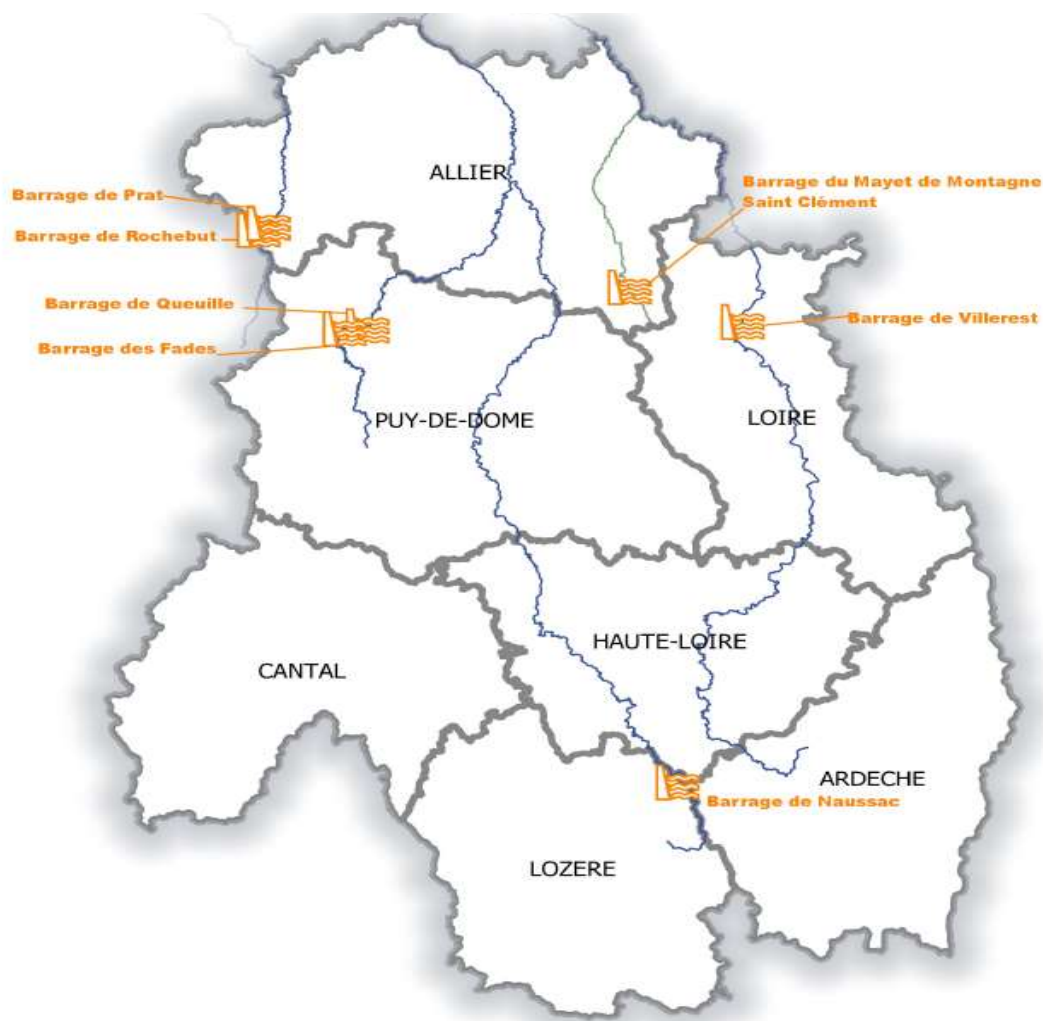 ALLIER
Barrage de Prat
Barrage du Mayet de Montagne
Saint Clément
Barrage de Rochebut
Barrage de Queuille
Barrage de Villerest
Barrage des Fades
PUY-DE-DOME
LOIRE
HAUTE-LOIRE
CANTAL
ARDECHE
Barrage de Naussac
LOZERE